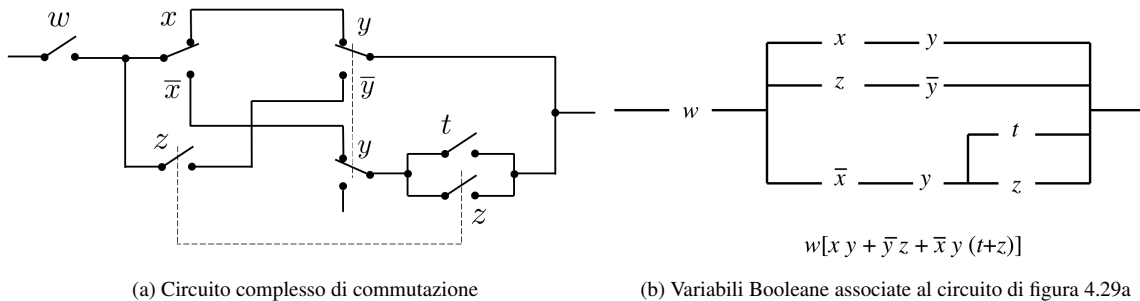 w x y
x̅ y̅
z y t
z
x y
z y̅
w
t
x̅ y z
w[x y + y̅ z + x̅ y (t+z)]
(a) Circuito complesso di commutazione
(b) Variabili Booleane associate al circuito di figura 4.29a